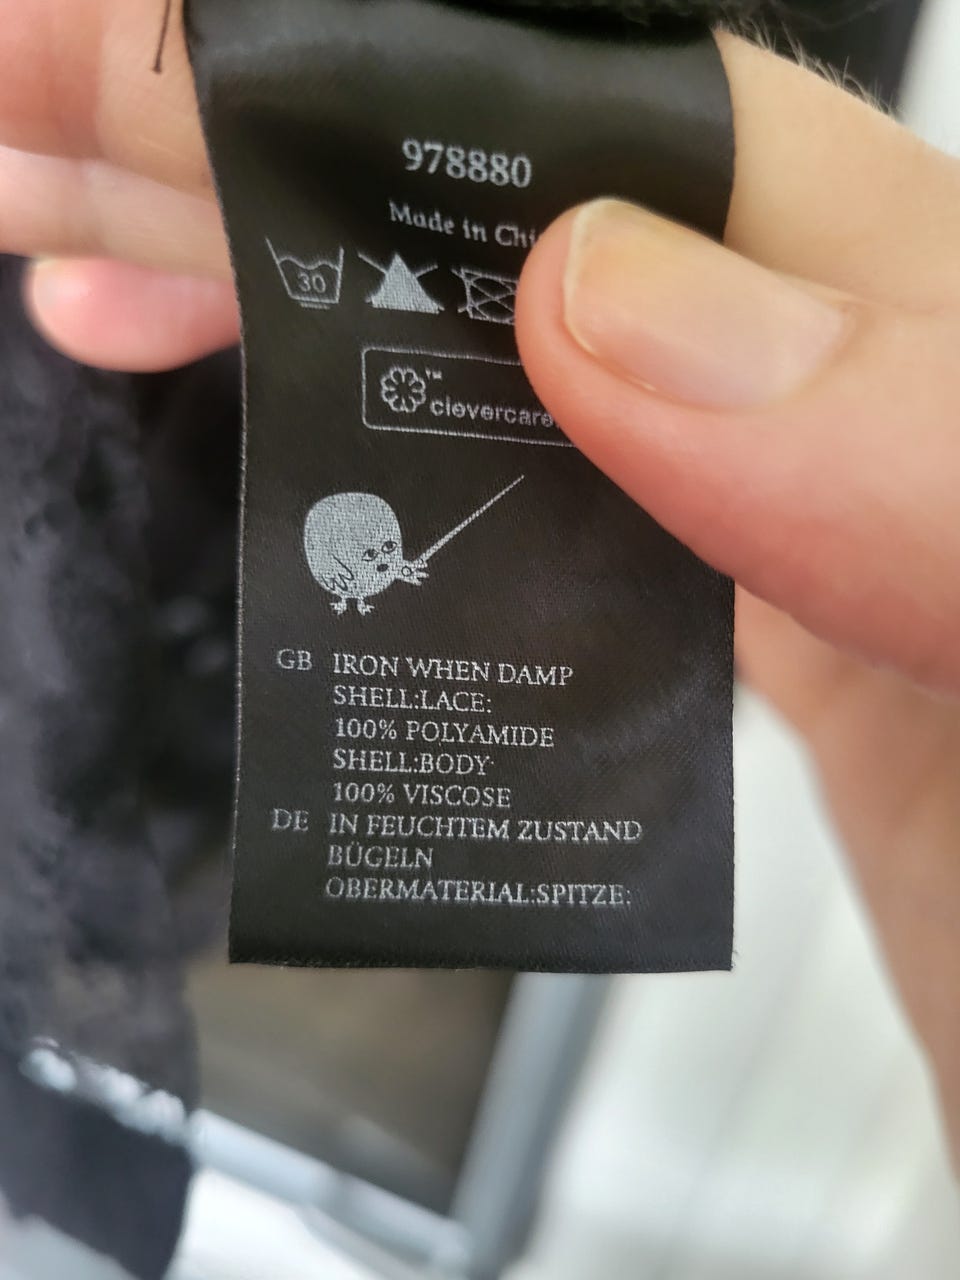 978880
Made in Chi
30
™
clevercare
GB IRON WHEN DAMP
SHELL:LACE:
100% POLYAMIDE
SHELL:BODY
100% VISCOSE
DE IN FEUCHTEM ZUSTAND
BÜGELN
OBERMATERIAL:SPITZE: